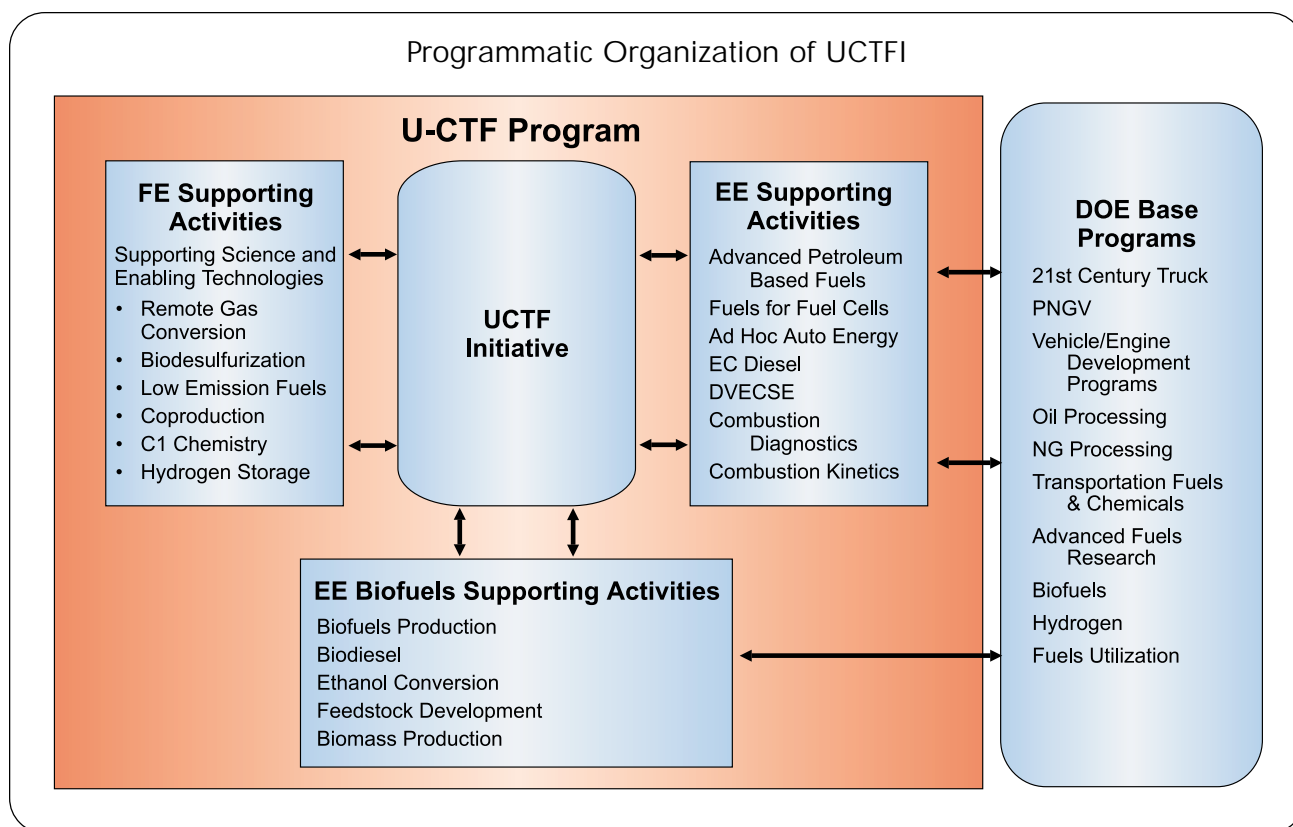 Programmatic Organization of UCTFI
U-CTF Program
FE Supporting
Activities
Supporting Science and
Enabling Technologies
• Remote Gas
Conversion
• Biodesulfurization
• Low Emission Fuels
• Coproduction
• C1 Chemistry
• Hydrogen Storage
UCTF
Initiative
EE Supporting
Activities
Advanced Petroleum
Based Fuels
Fuels for Fuel Cells
Ad Hoc Auto Energy
EC Diesel
DVECSE
Combustion
Diagnostics
Combustion Kinetics
EE Biofuels Supporting Activities
Biofuels Production
Biodiesel
Ethanol Conversion
Feedstock Development
Biomass Production
DOE Base
Programs
21st Century Truck
PNGV
Vehicle/Engine
Development
Programs
Oil Processing
NG Processing
Transportation Fuels
& Chemicals
Advanced Fuels
Research
Biofuels
Hydrogen
Fuels Utilization